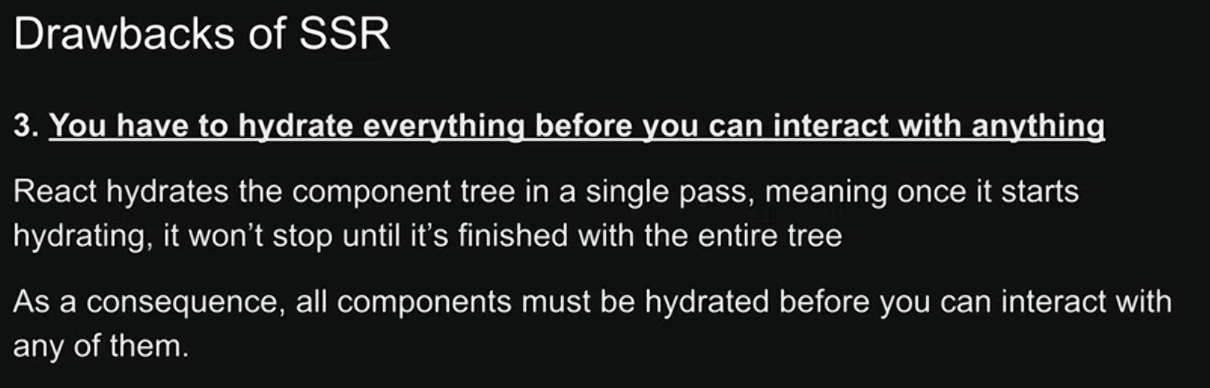 Drawbacks of SSR
3. You have to hydrate everything before you can interact with anything
React hydrates the component tree in a single pass, meaning once it starts
hydrating, it won’t stop until it’s finished with the entire tree
As a consequence, all components must be hydrated before you can interact with
any of them.